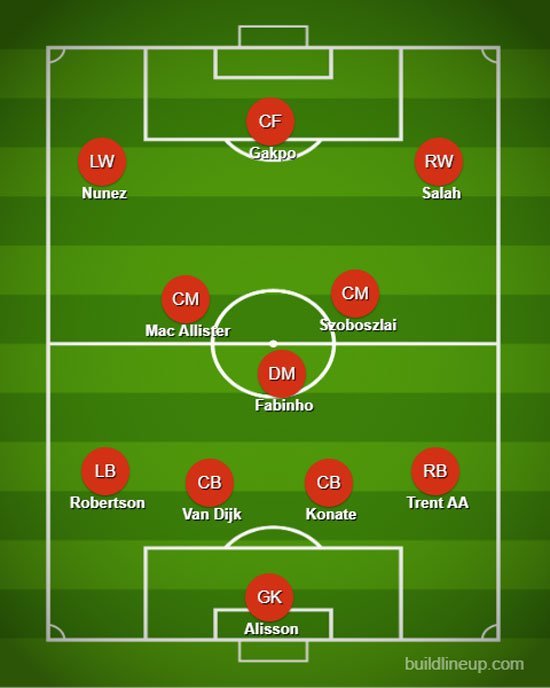 CF
Gakpo
LW
RW
Nunez
Salah
CM
CM
Mac Allister
Szoboszlai
DM
Fabinho
LB
CB
CB
RB
Robertson
Van Dijk
Konate
Trent AA
GK
Alisson
buildlineup.com